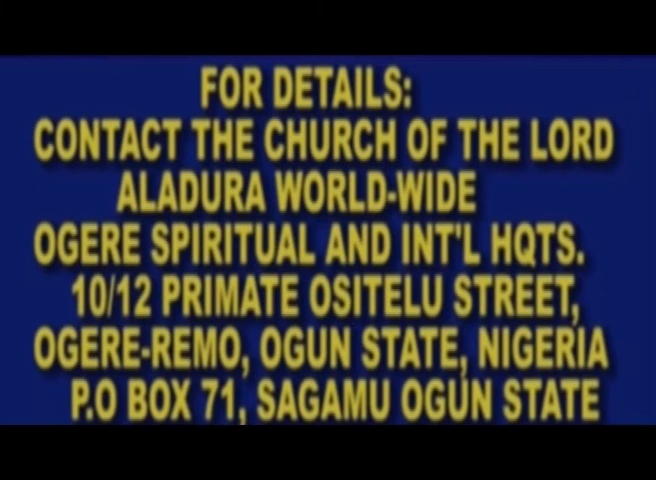 FOR DETAILS:
CONTACT THE CHURCH OF THE LORD
ALADURA WORLD-WIDE
OGERE SPIRITUAL AND INT'L HQTS.
10/12 PRIMATE OSITELU STREET,
OGERE-REMO, OGUN STATE, NIGERIA
P.O BOX 71, SAGAMU OGUN STATE